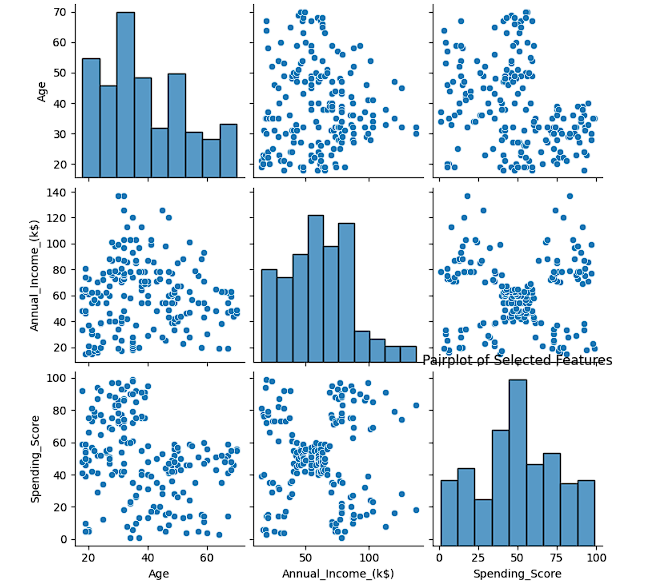 70
60
50
40
30
20
Age
140
120
100
80
60
40
20
Annual_Income_(k$)
Pairplot of Selected Features
100
80
60
40
20
0
Spending_Score
20 40 60
Age
50 100
Annual_Income_(k$)
0 25 50 75 100
Spending_Score